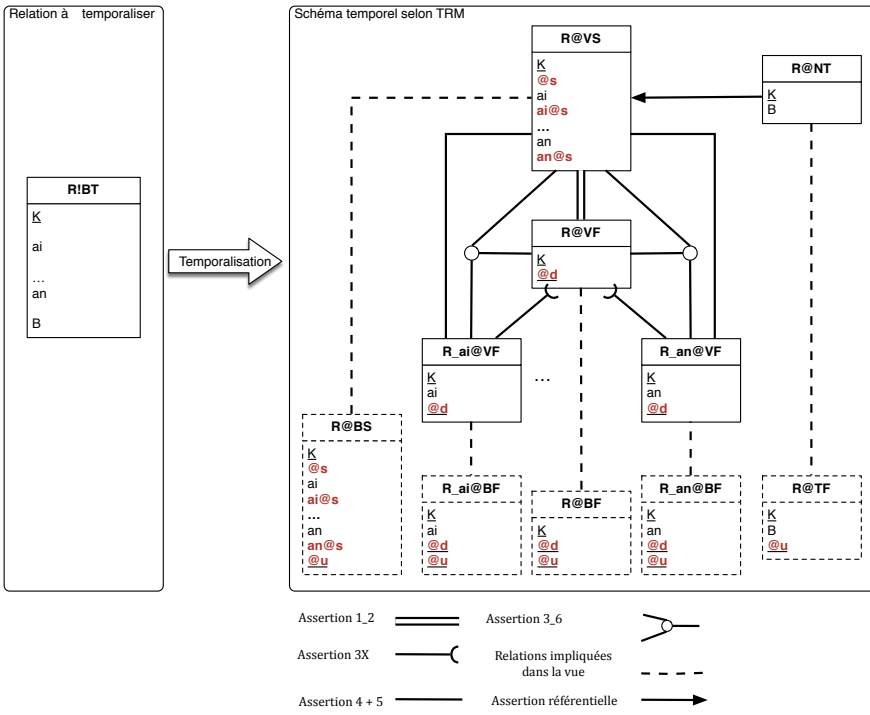 Relation à temporaliser
Schéma temporel selon TRM
R!BT
K
ai
...
an
B
Temporalisation
R@VS
K
@s
ai
ai@s
...
an
an@s
R@NT
K
B
R@VF
K
@d
R_ai@VF
K
ai
@d
...
R_an@VF
K
an
@d
R@BS
K
@s
ai
ai@s
...
an
an@s
@u
R_ai@BF
K
ai
@d
@u
R@BF
K
@d
@u
R_an@BF
K
an
@d
@u
R@TF
K
B
@u
Assertion 1_2
Assertion 3_6
Assertion 3X
Relations impliquées
dans la vue
Assertion 4 + 5
Assertion référentielle